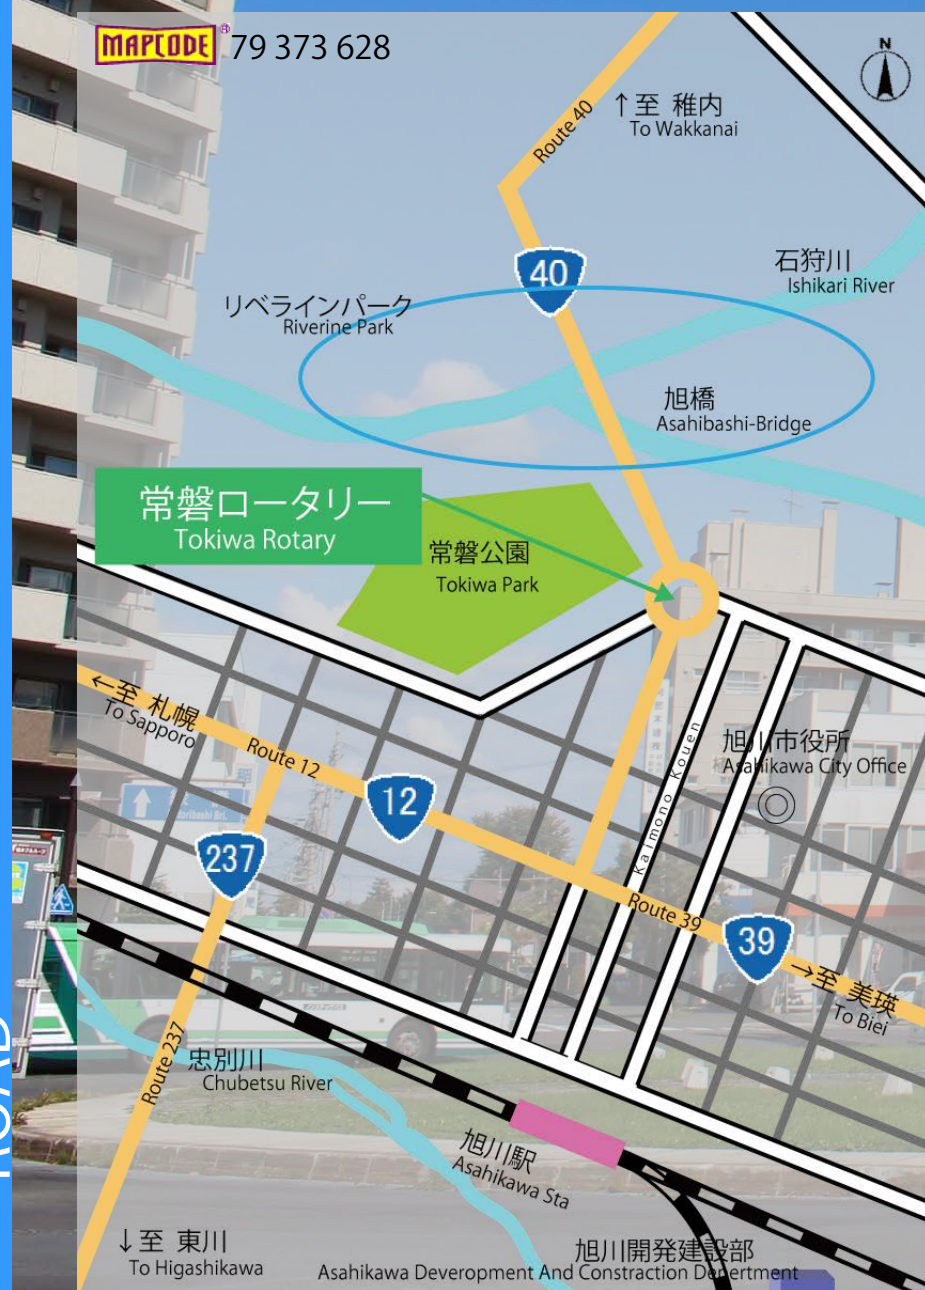 MAPCODE® 79 373 628
N
↑至 稚内
To Wakkanai
Route 40
40
石狩川
Ishikari River
リベラインパーク
Riverine Park
旭橋
Asahibashi-Bridge
常磐ロータリー
Tokiwa Rotary
常磐公園
Tokiwa Park
←至 札幌
To Sapporo
Route 12
12
237
Kaimono Kouen
旭川市役所
Asahikawa City Office
Route 39
39
→至 美瑛
To Biei
Route 237
忠別川
Chubetsu River
旭川駅
Asahikawa Sta
↓至 東川
To Higashikawa
旭川開発建設部
Asahikawa Deveropment And Constraction Depertment
ROAD